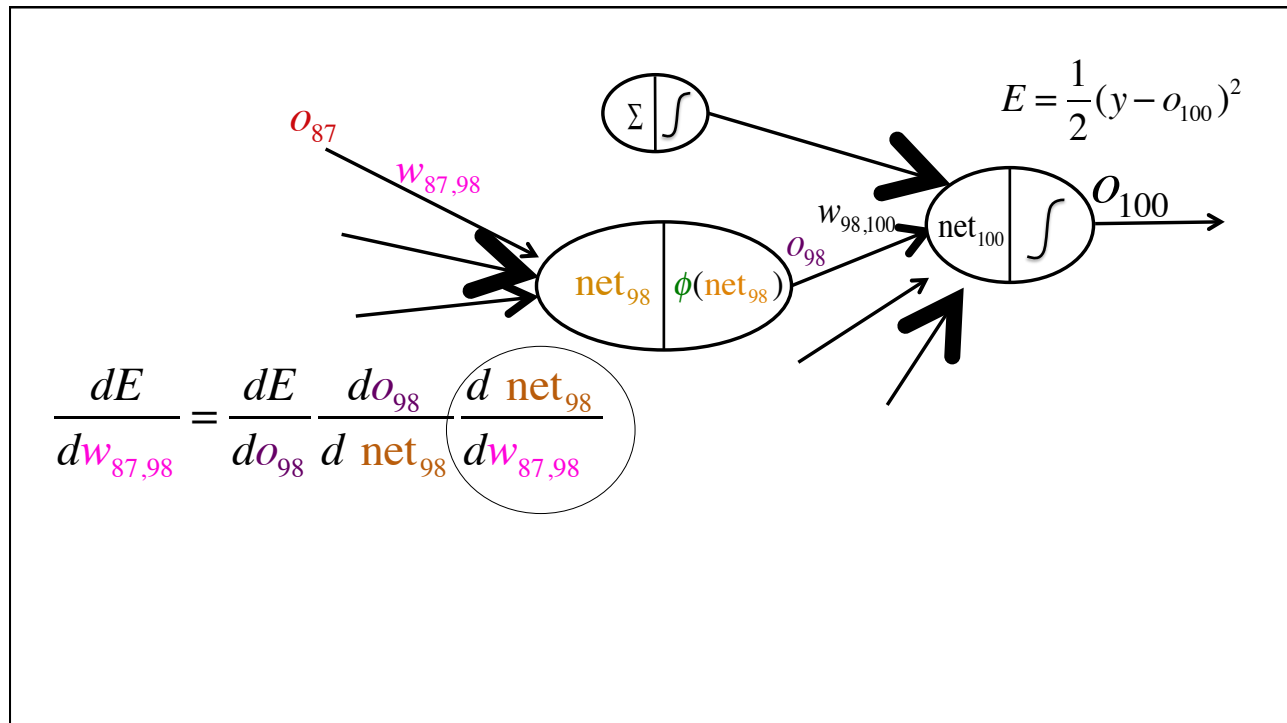 E = 1/2 (y − o₁₀₀)²
∑ ∫
o₈₇
w₈₇,₉₈
w₉₈,₁₀₀ net₁₀₀ ∫ o₁₀₀
o₉₈
net₉₈ ϕ(net₉₈)
dE/dw₈₇,₉₈ = dE/do₉₈ do₉₈/d net₉₈ d net₉₈/dw₈₇,₉₈